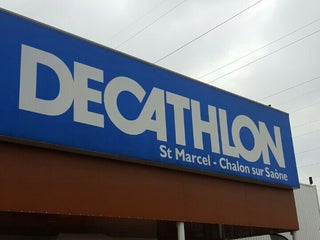 DECATHLON
St Marcel - Chalon sur Saône